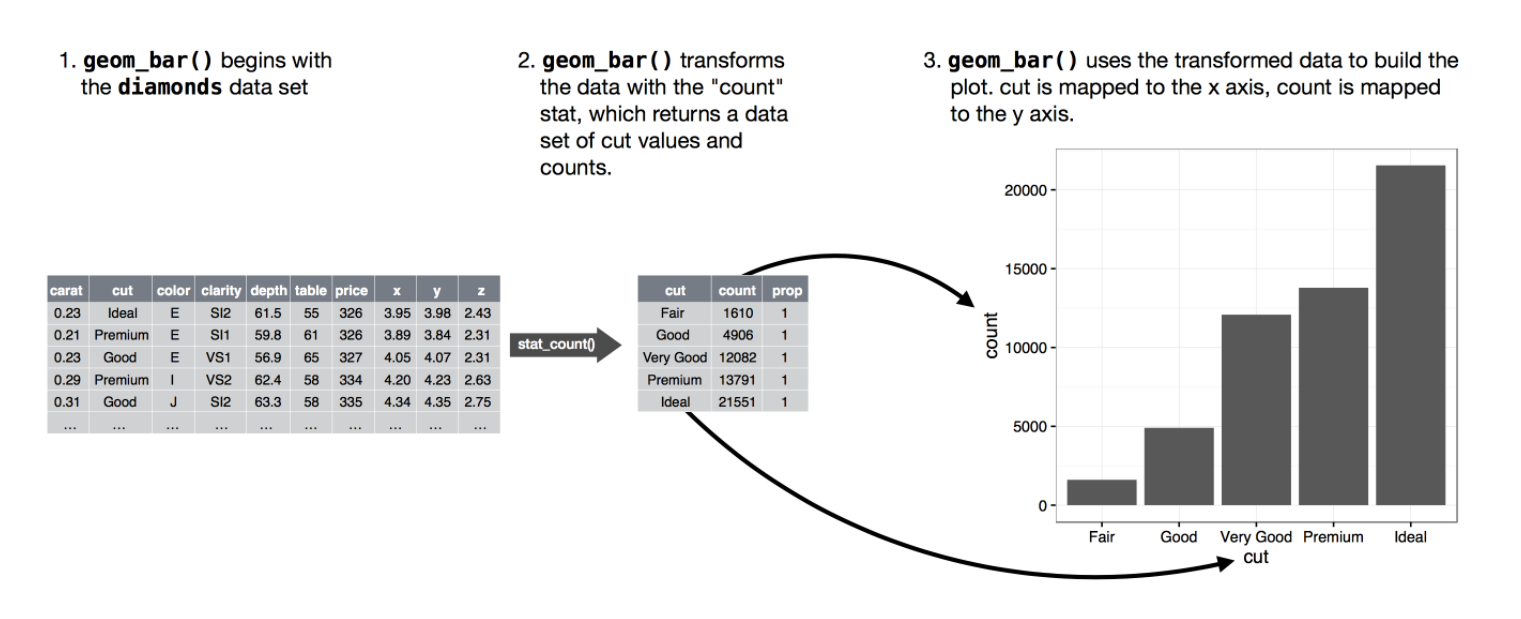 1. geom_bar() begins with
the diamonds data set
2. geom_bar() transforms
the data with the "count"
stat, which returns a data
set of cut values and
counts.
3. geom_bar() uses the transformed data to build the
plot. cut is mapped to the x axis, count is mapped
to the y axis.
carat cut color clarity depth table price x y z
0.23 Ideal E SI2 61.5 55 326 3.95 3.98 2.43
0.21 Premium E SI1 59.8 61 326 3.89 3.84 2.31
0.23 Good E VS1 56.9 65 327 4.05 4.07 2.31
0.29 Premium I VS2 62.4 58 334 4.20 4.23 2.63
0.31 Good J SI2 63.3 58 335 4.34 4.35 2.75
... ... ... ... ... ... ... ... ... ...
stat_count()
cut count prop
Fair 1610 1
Good 4906 1
Very Good 12082 1
Premium 13791 1
Ideal 21551 1
count
20000
15000
10000
5000
0
Fair Good Very Good Premium Ideal
cut